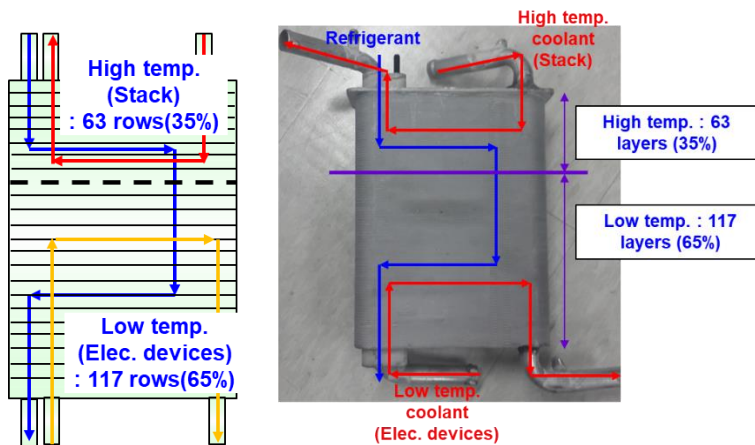 High temp.
(Stack)
: 63 rows(35%)
Low temp.
(Elec. devices)
: 117 rows(65%)
Refrigerant
High temp.
coolant
(Stack)
High temp. : 63
layers (35%)
Low temp. : 117
layers (65%)
Low temp.
coolant
(Elec. devices)